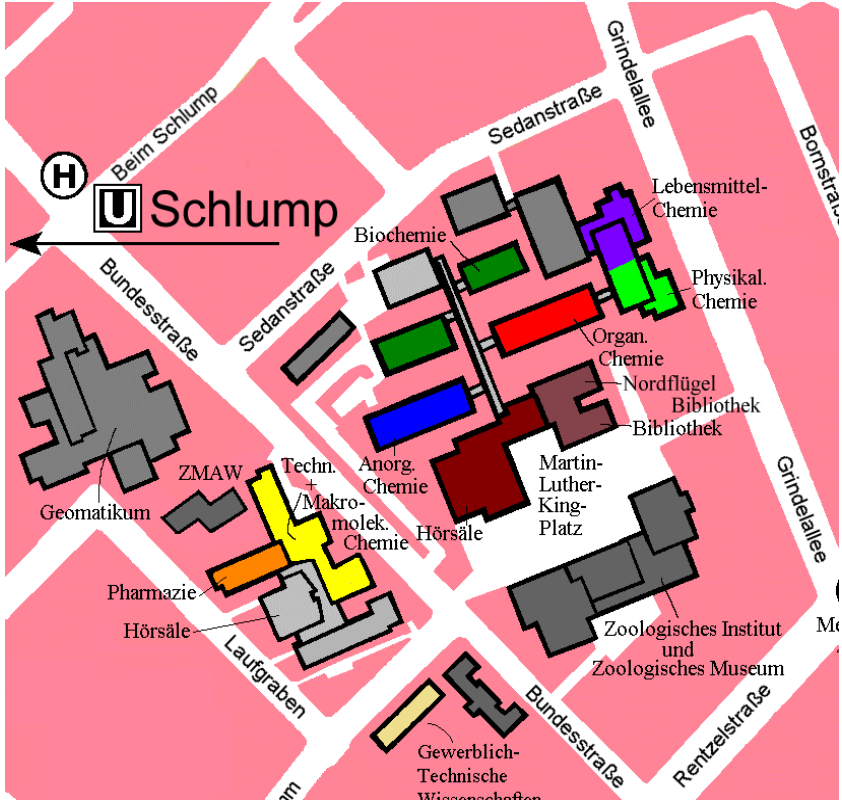 Grindelallee
Sedanstraße
Bornstraße
Beim Schlump
H
U Schlump
Lebensmittel-
Chemie
Biochemie
Bundesstraße
Sedanstraße
Physikal.
Chemie
Organ.
Chemie
Nordflügel
Bibliothek
Bibliothek
Martin-
Luther-
King-
Platz
Grindelallee
Anorg.
Chemie
Hörsäle
ZMAW
Techn.
+
Makro-
molek.
Chemie
Geomatikum
Pharmazie
Hörsäle
Laufgraben
Zoologisches Institut
und
Zoologisches Museum
Bundesstraße
Rentzelstraße
Gewerblich-
Technische
Wissenschaften